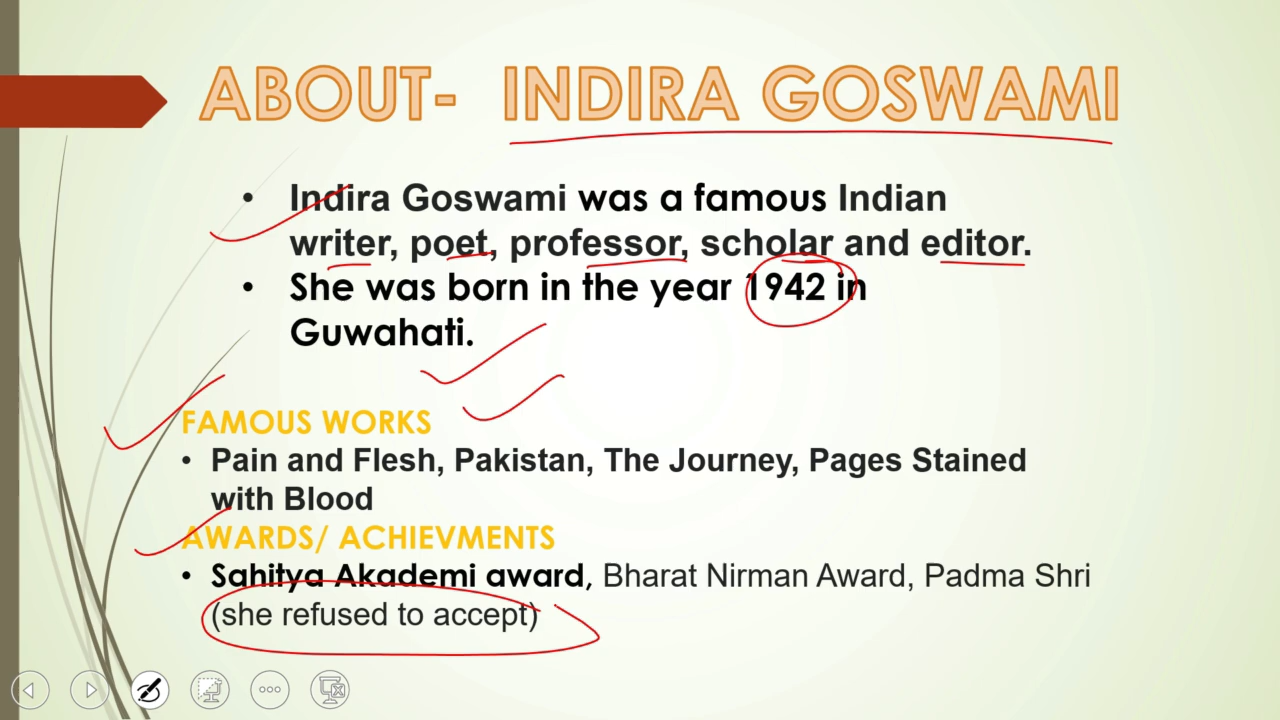 ABOUT- INDIRA GOSWAMI
• Indira Goswami was a famous Indian
writer, poet, professor, scholar and editor.
• She was born in the year 1942 in
Guwahati.
FAMOUS WORKS
• Pain and Flesh, Pakistan, The Journey, Pages Stained
with Blood
AWARDS/ ACHIEVMENTS
• Sahitya Akademi award, Bharat Nirman Award, Padma Shri
(she refused to accept)